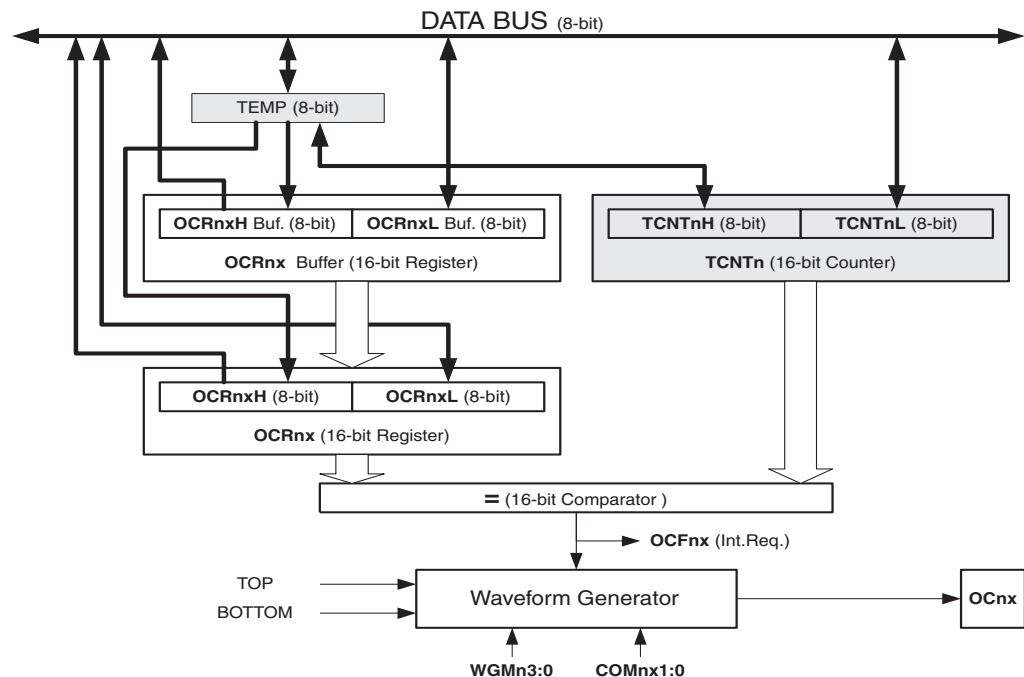 DATA BUS (8-bit)
TEMP (8-bit)
OCRnxH Buf. (8-bit) OCRnxL Buf. (8-bit) TCNTnH (8-bit) TCNTnL (8-bit)
OCRnx Buffer (16-bit Register) TCNTn (16-bit Counter)
OCRnxH (8-bit) OCRnxL (8-bit)
OCRnx (16-bit Register)
= (16-bit Comparator )
OCFnx (Int.Req.)
TOP
BOTTOM
Waveform Generator
OCnx
WGMn3:0 COMnx1:0